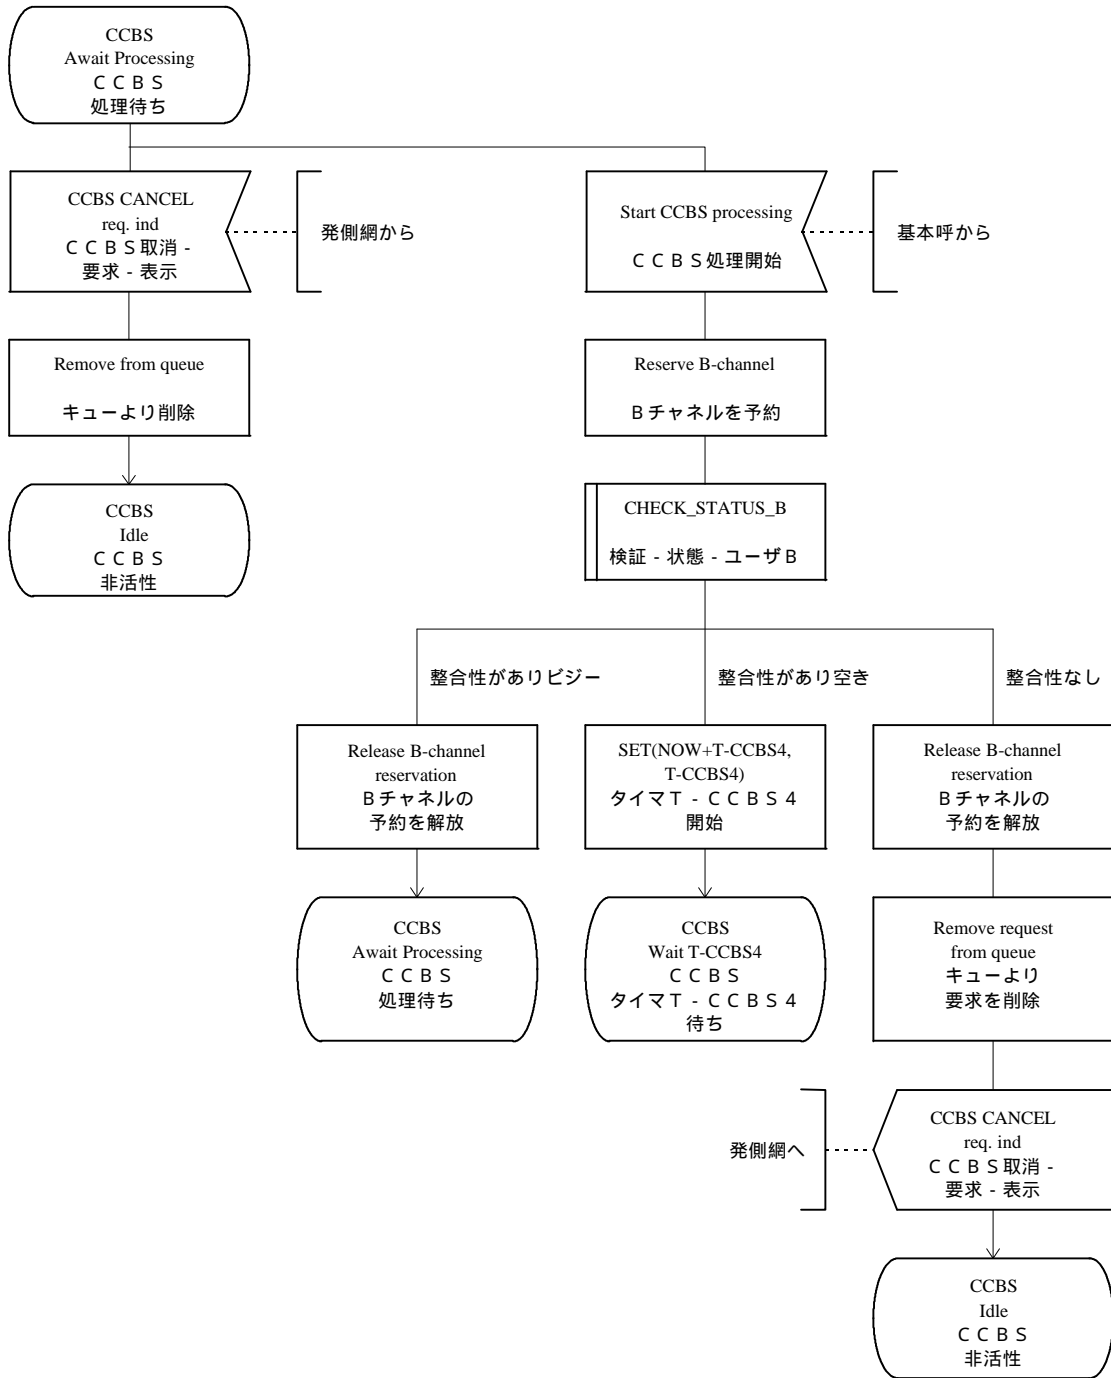 CCBS
Await Processing
ＣＣＢＳ
処理待ち
CCBS CANCEL
req. ind
ＣＣＢＳ取消 -
要求 - 表示
発側網から
Start CCBS processing
ＣＣＢＳ処理開始
基本呼から
Remove from queue
キューより削除
Reserve B-channel
Ｂチャネルを予約
CCBS
Idle
ＣＣＢＳ
非活性
CHECK_STATUS_B
検証 - 状態 - ユーザＢ
整合性がありビジー
整合性があり空き
整合性なし
Release B-channel
reservation
Ｂチャネルの
予約を解放
SET(NOW+T-CCBS4,
T-CCBS4)
タイマＴ - ＣＣＢＳ４
開始
Release B-channel
reservation
Ｂチャネルの
予約を解放
CCBS
Await Processing
ＣＣＢＳ
処理待ち
CCBS
Wait T-CCBS4
ＣＣＢＳ
タイマＴ - ＣＣＢＳ４
待ち
Remove request
from queue
キューより
要求を削除
発側網へ
CCBS CANCEL
req. ind
ＣＣＢＳ取消 -
要求 - 表示
CCBS
Idle
ＣＣＢＳ
非活性